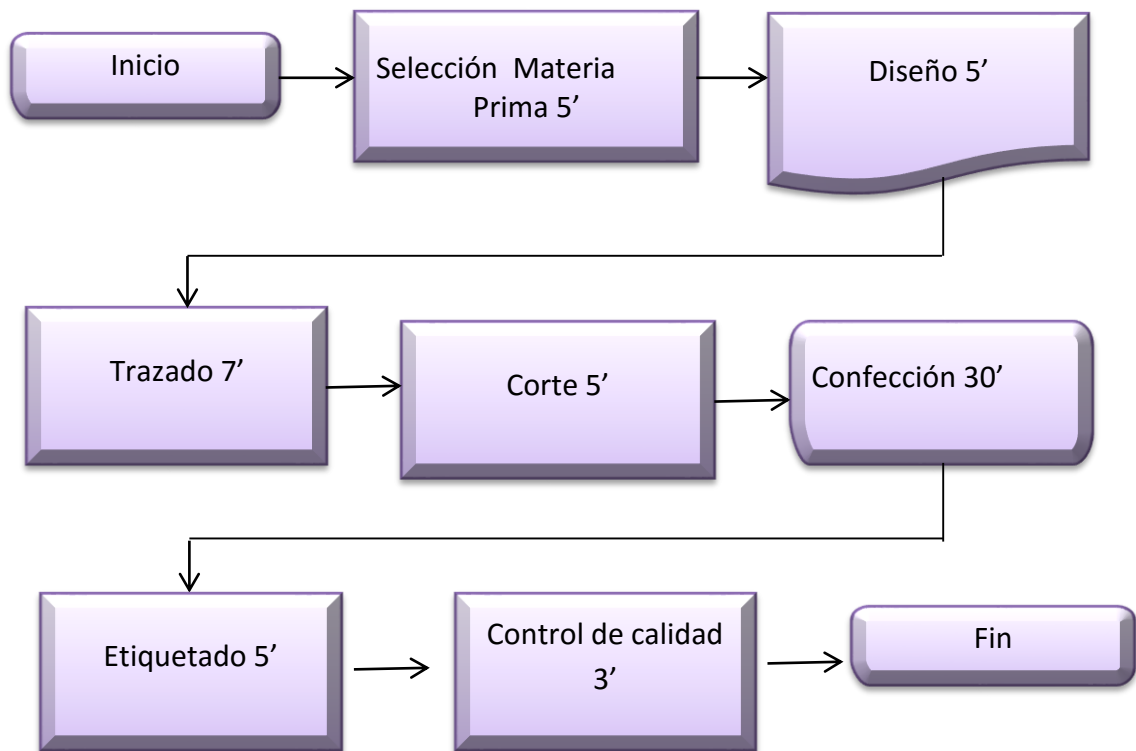 Inicio
Selección Materia
Prima 5’
Diseño 5’
Trazado 7’
Corte 5’
Confección 30’
Etiquetado 5’
Control de calidad
3’
Fin